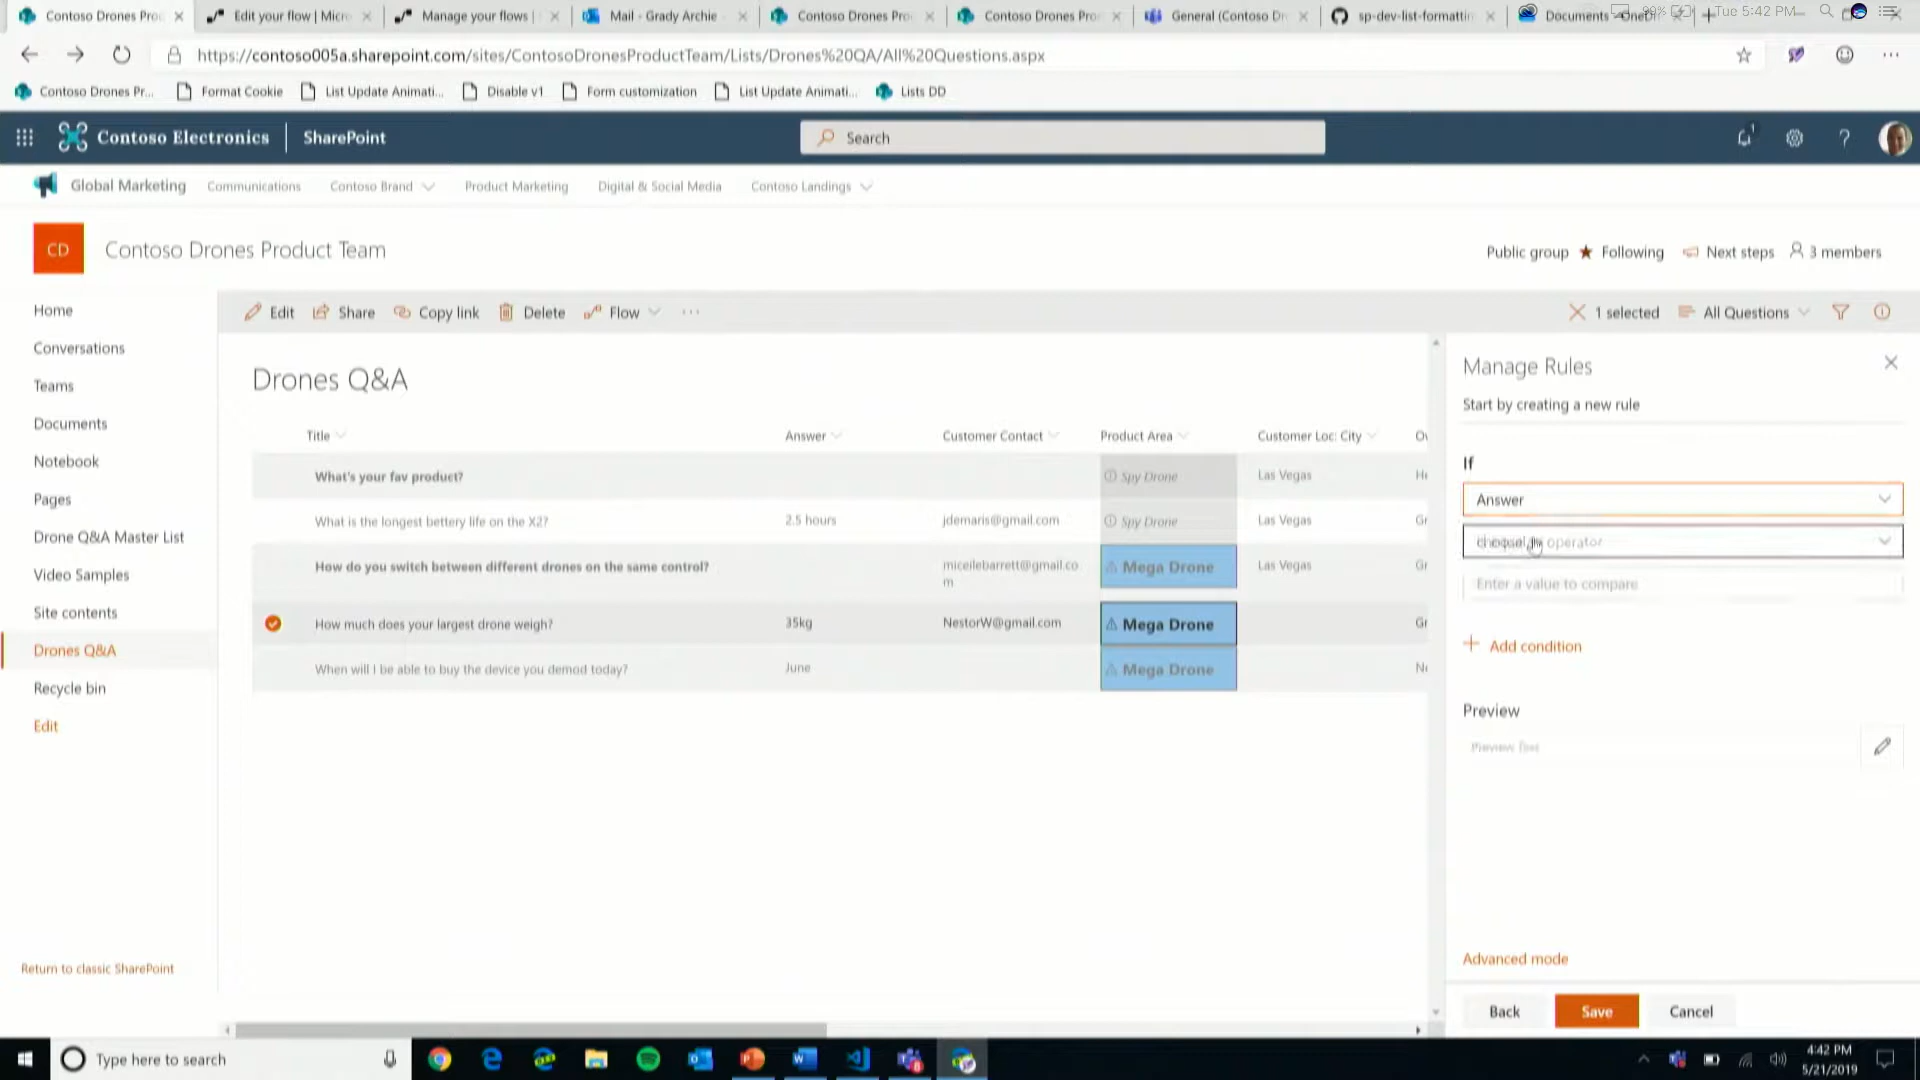 Contoso Drones Pro
Edit your flow | Micr
Manage your flows |
Mail - Grady Archie
Contoso Drones Pro
Contoso Drones Pro
General (Contoso Dr
sp-dev-list-formattin
Documents - OneDr
99%
Tue 5:42 PM
https://contoso005a.sharepoint.com/sites/ContosoDronesProductTeam/Lists/Drones%20QA/All%20Questions.aspx
Contoso Drones Pr...
Format Cookie
List Update Animati...
Disable v1
Form customization
List Update Animati...
Lists DD
Contoso Electronics
SharePoint
Search
1
?
Global Marketing
Communications
Contoso Brand
Product Marketing
Digital & Social Media
Contoso Landings
CD
Contoso Drones Product Team
Public group
Following
Next steps
3 members
Home
Conversations
Teams
Documents
Notebook
Pages
Drone Q&A Master List
Video Samples
Site contents
Drones Q&A
Recycle bin
Edit
Return to classic SharePoint
Edit
Share
Copy link
Delete
Flow
...
1 selected
All Questions
Drones Q&A
Title Answer Customer Contact Product Area Customer Loc: City
What's your fav product? Spy Drone Las Vegas
What is the longest bettery life on the X2? 2.5 hours jdemaris@gmail.com Spy Drone Las Vegas Gr
How do you switch between different drones on the same control? miceilebarrett@gmail.co Mega Drone Las Vegas Gr
m
How much does your largest drone weigh? 35kg NestorW@gmail.com Mega Drone Gr
When will I be able to buy the device you demod today? June Mega Drone
Manage Rules
Start by creating a new rule
If
Answer
operator
Enter a value to compare
Add condition
Preview
Preview
Advanced mode
Back
Save
Cancel
Type here to search
4:42 PM
5/21/2019